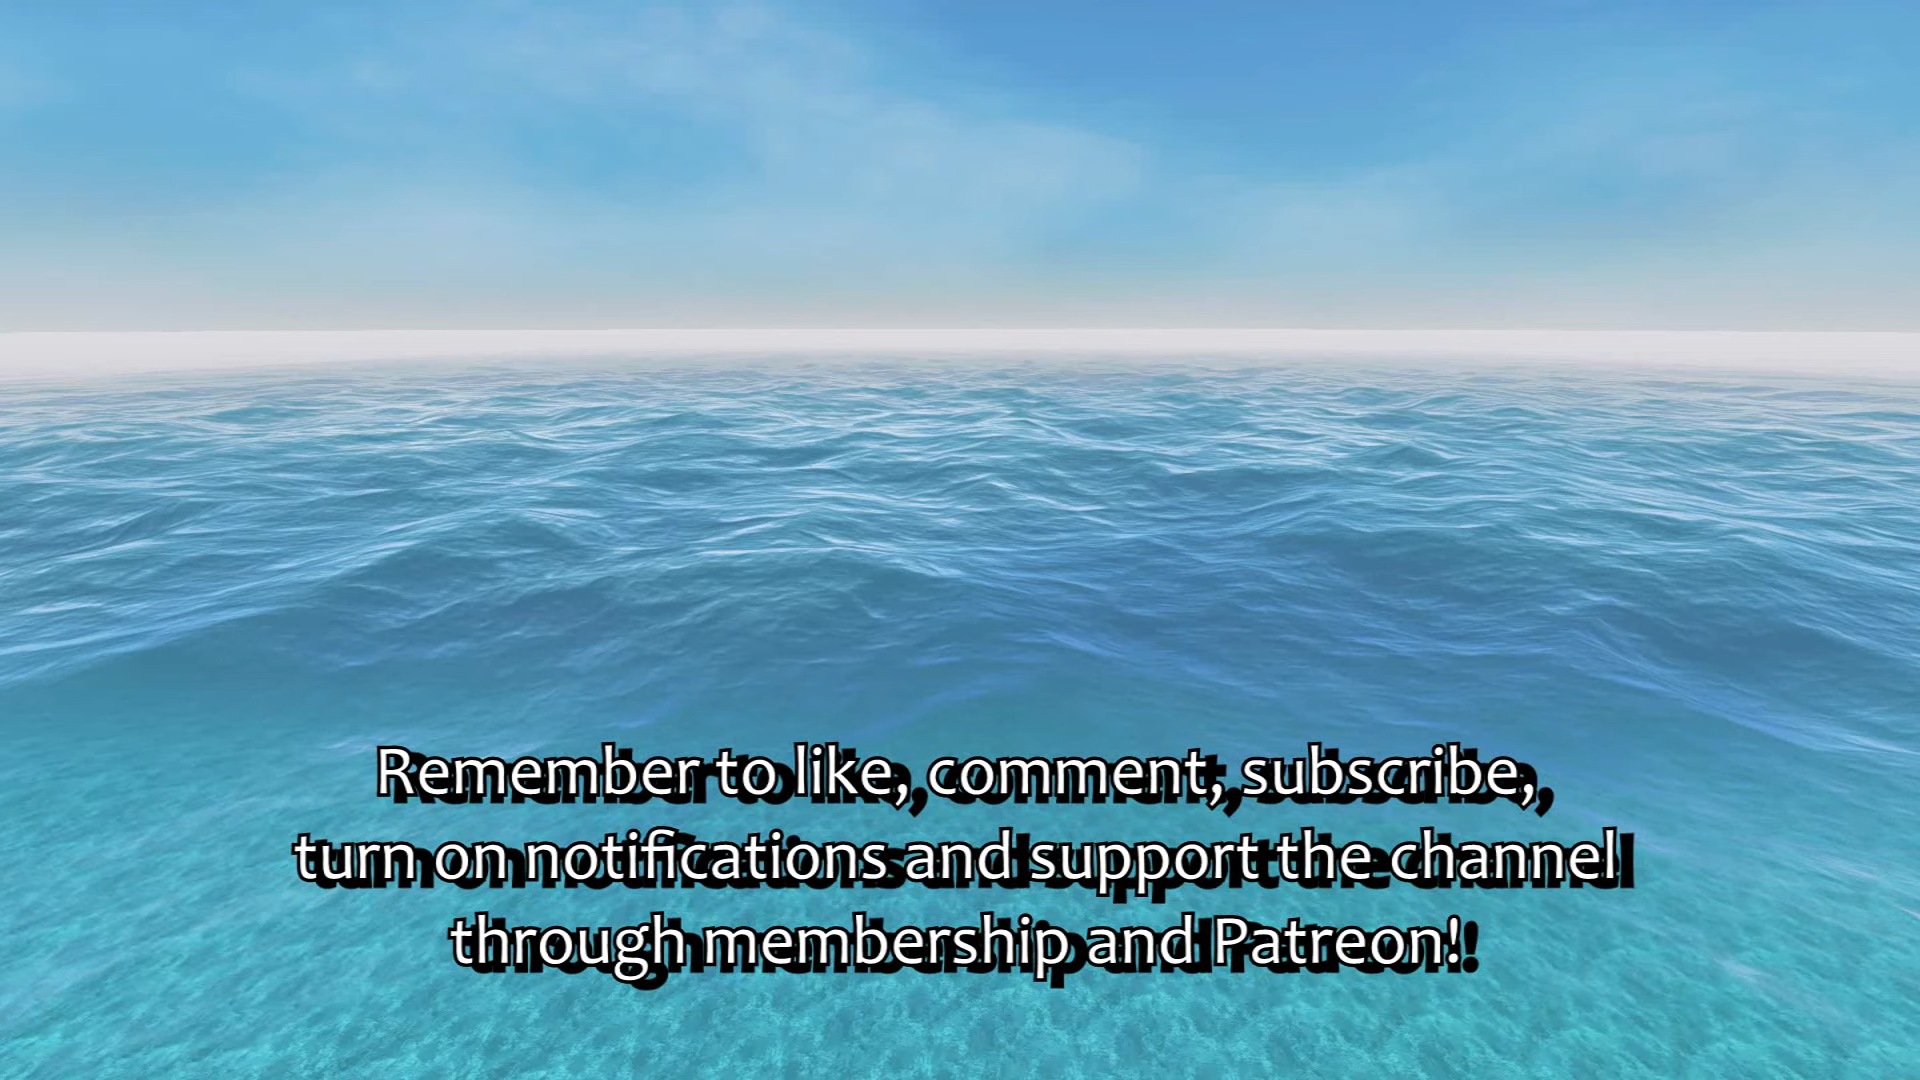 Remember to like, comment, subscribe,
turn on notifications and support the channel
through membership and Patreon!